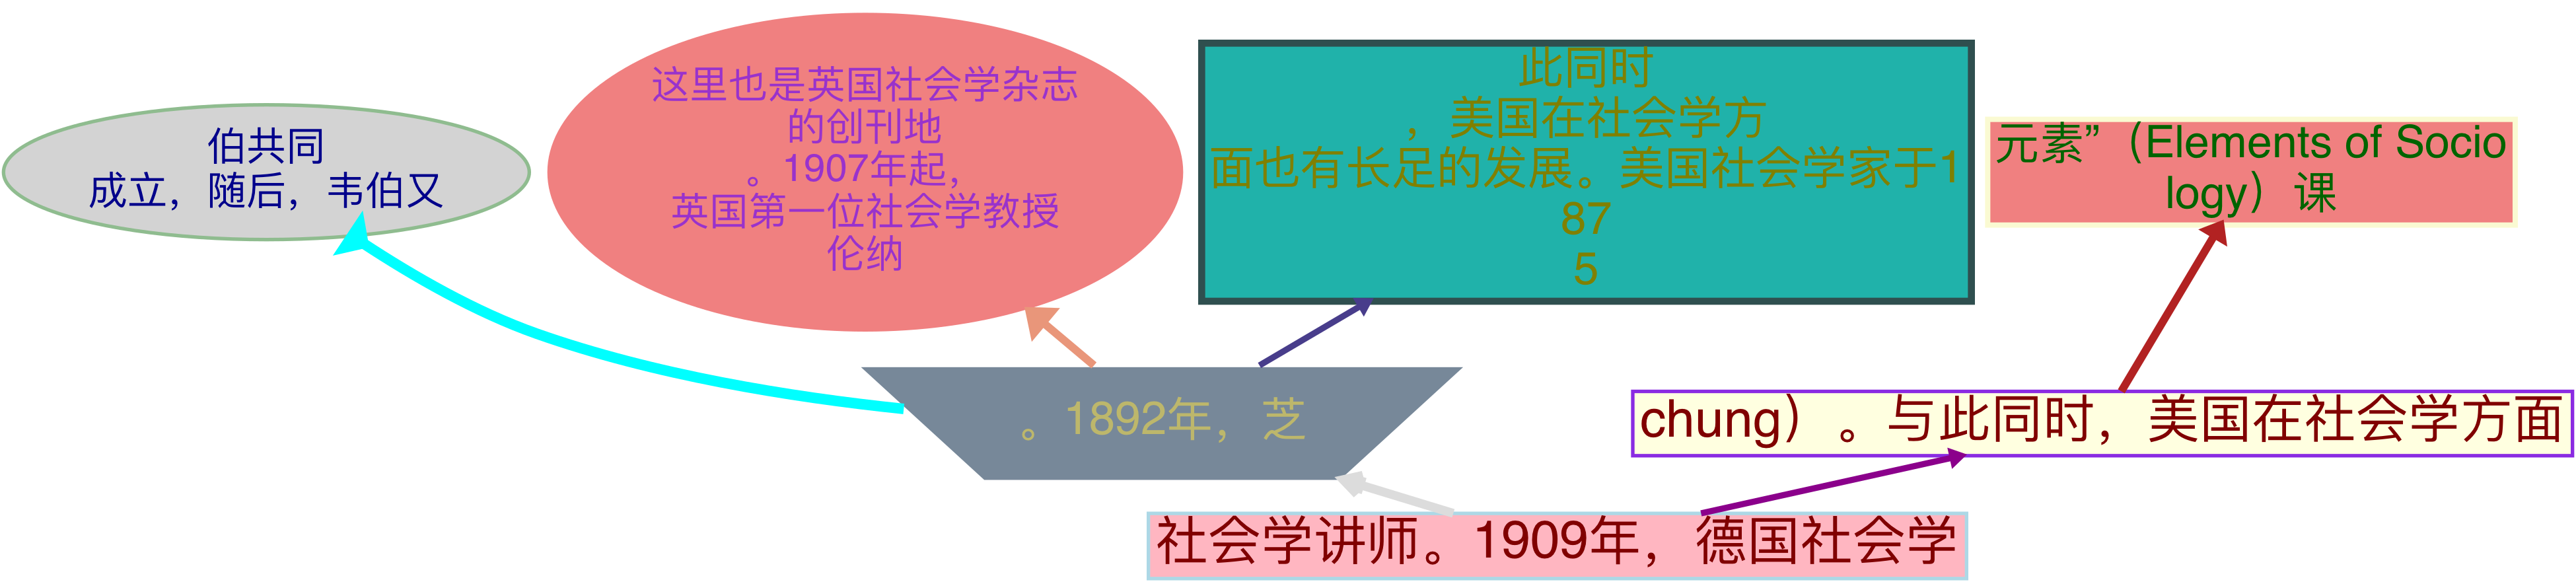 伯共同
成立，随后，韦伯又
这里也是英国社会学杂志
的创刊地
。1907年起，
英国第一位社会学教授
伦纳
此同时
，美国在社会学方
面也有长足的发展。美国社会学家于1
87
5
元素”（Elements of Socio
logy）课
。1892年，芝
chung）。与此同时，美国在社会学方面
社会学讲师。1909年，德国社会学